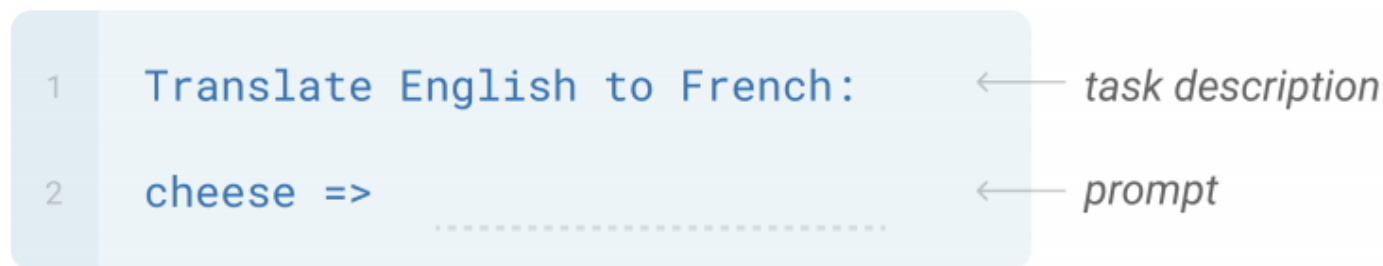 1 Translate English to French: task description
2 cheese => prompt